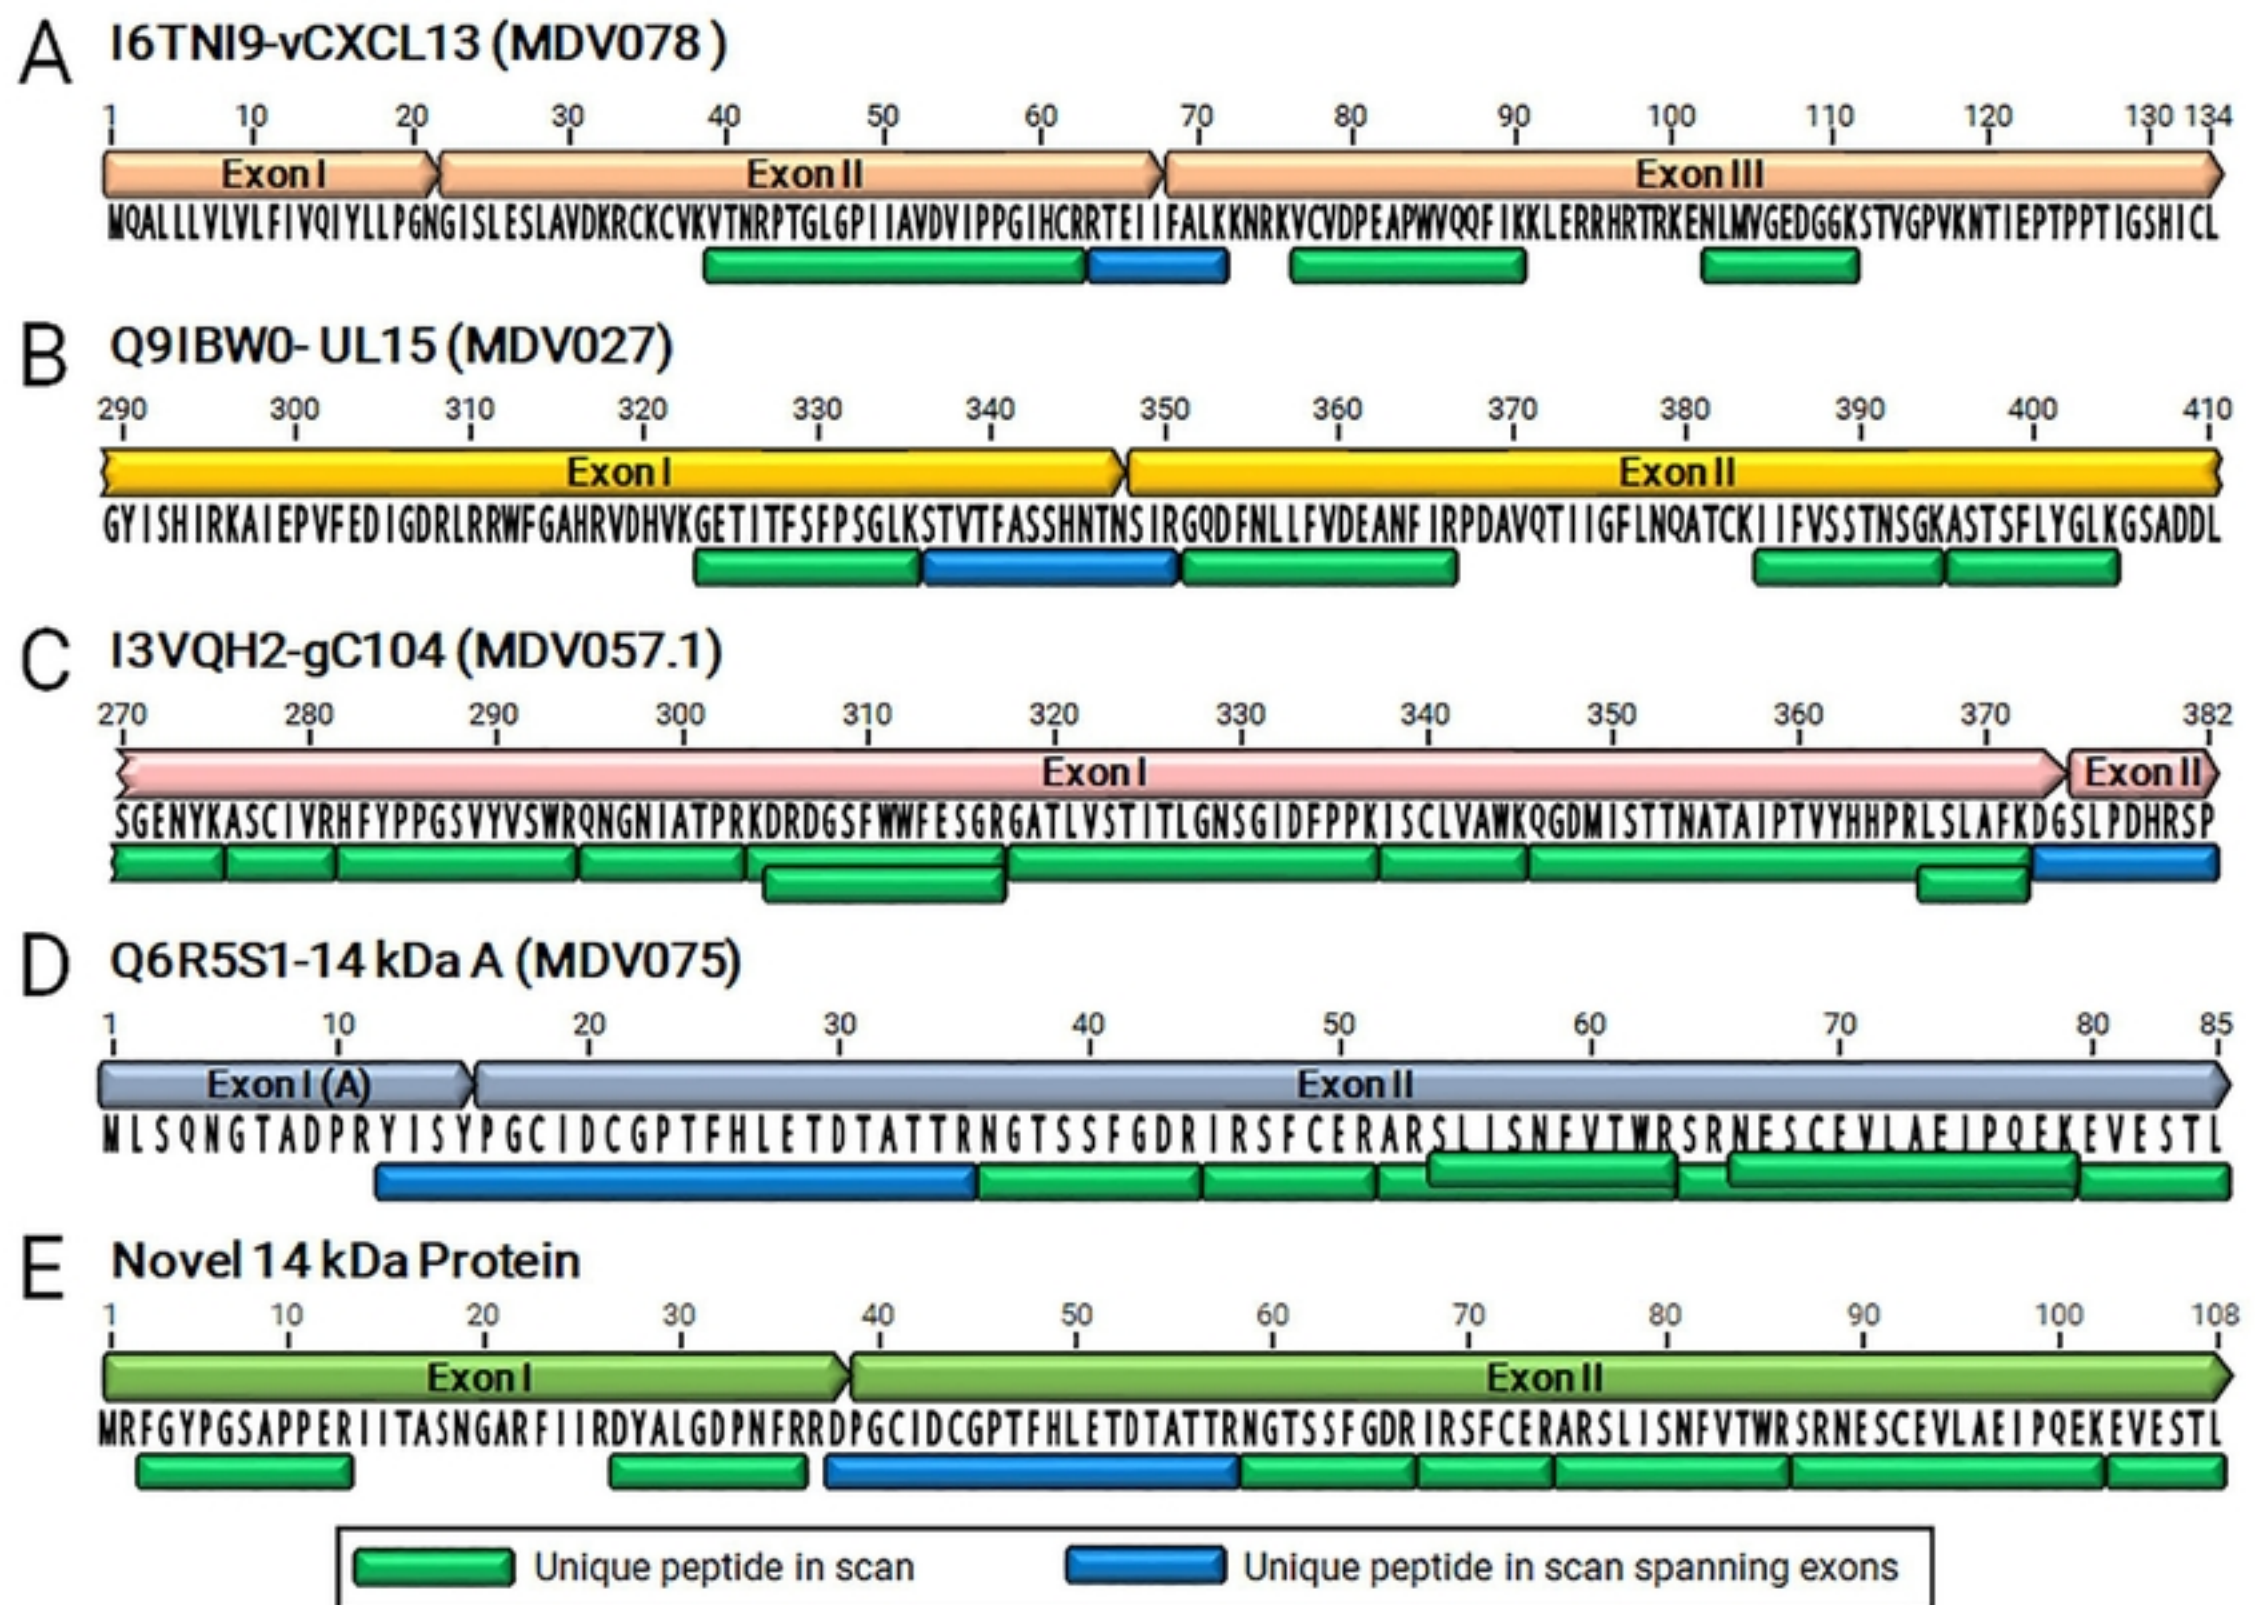 A I6TNI9-vCXCL13 (MDV078 )
1 10 20 30 40 50 60 70 80 90 100 110 120 130 134
Exon I Exon II Exon III
MQALLLVLVLFIVQIYLLPGNGISLESLAVDKRCKCVKVTNRPTGLGPIIAVDVIPPGIHCRRTEIIFALKKNRKVCVDPEAPWVQQFIKKLERRHRTRKENLMVGEDGGKSTVGPVKNTIEPTPPTIGSHICL
B Q9IBW0- UL15 (MDV027)
290 300 310 320 330 340 350 360 370 380 390 400 410
Exon I Exon II
GYISHIRKAIEPVFEDIGDRLRRWFGAHRVDHVKGETITFSFPSGLKSTVTFASSHNTNSIRGQDFNLLFVDEANFIRPDAVQTIIGFLNQATCKIIFVSSTNSGKASTSFLYGLKGSADDL
C I3VQH2-gC104 (MDV057.1)
270 280 290 300 310 320 330 340 350 360 370 382
Exon I Exon II
SGENYKASCIVRHFYPPGSVYVSWRQNGNIATPRKDRDGSFWWFESGRGATLVSTITLGNSGIDFPPKISCLVAWKQGDMISTTNATAIPTVYHHPRLSLAFKDGSLPDHRSP
D Q6R5S1-14 kDa A (MDV075)
1 10 20 30 40 50 60 70 80 85
Exon I (A) Exon II
MLSQNGTADPRYISYPGCIDCGPTFHLETDTATTRNGTSSFGDRIRSFCERARSLISNFVTWRSRNESCEVLAEIPQEKEVESTL
E Novel 14 kDa Protein
1 10 20 30 40 50 60 70 80 90 100 108
Exon I Exon II
MRFGYPGSAPPERIITASNGARFIIRDYALGDPNFRRDPGCIDCGPTFHLETDTATTRNGTSSFGDRIRSFCERARSLISNFVTWRSRNESCEVLAEIPQEKEVESTL
Unique peptide in scan Unique peptide in scan spanning exons